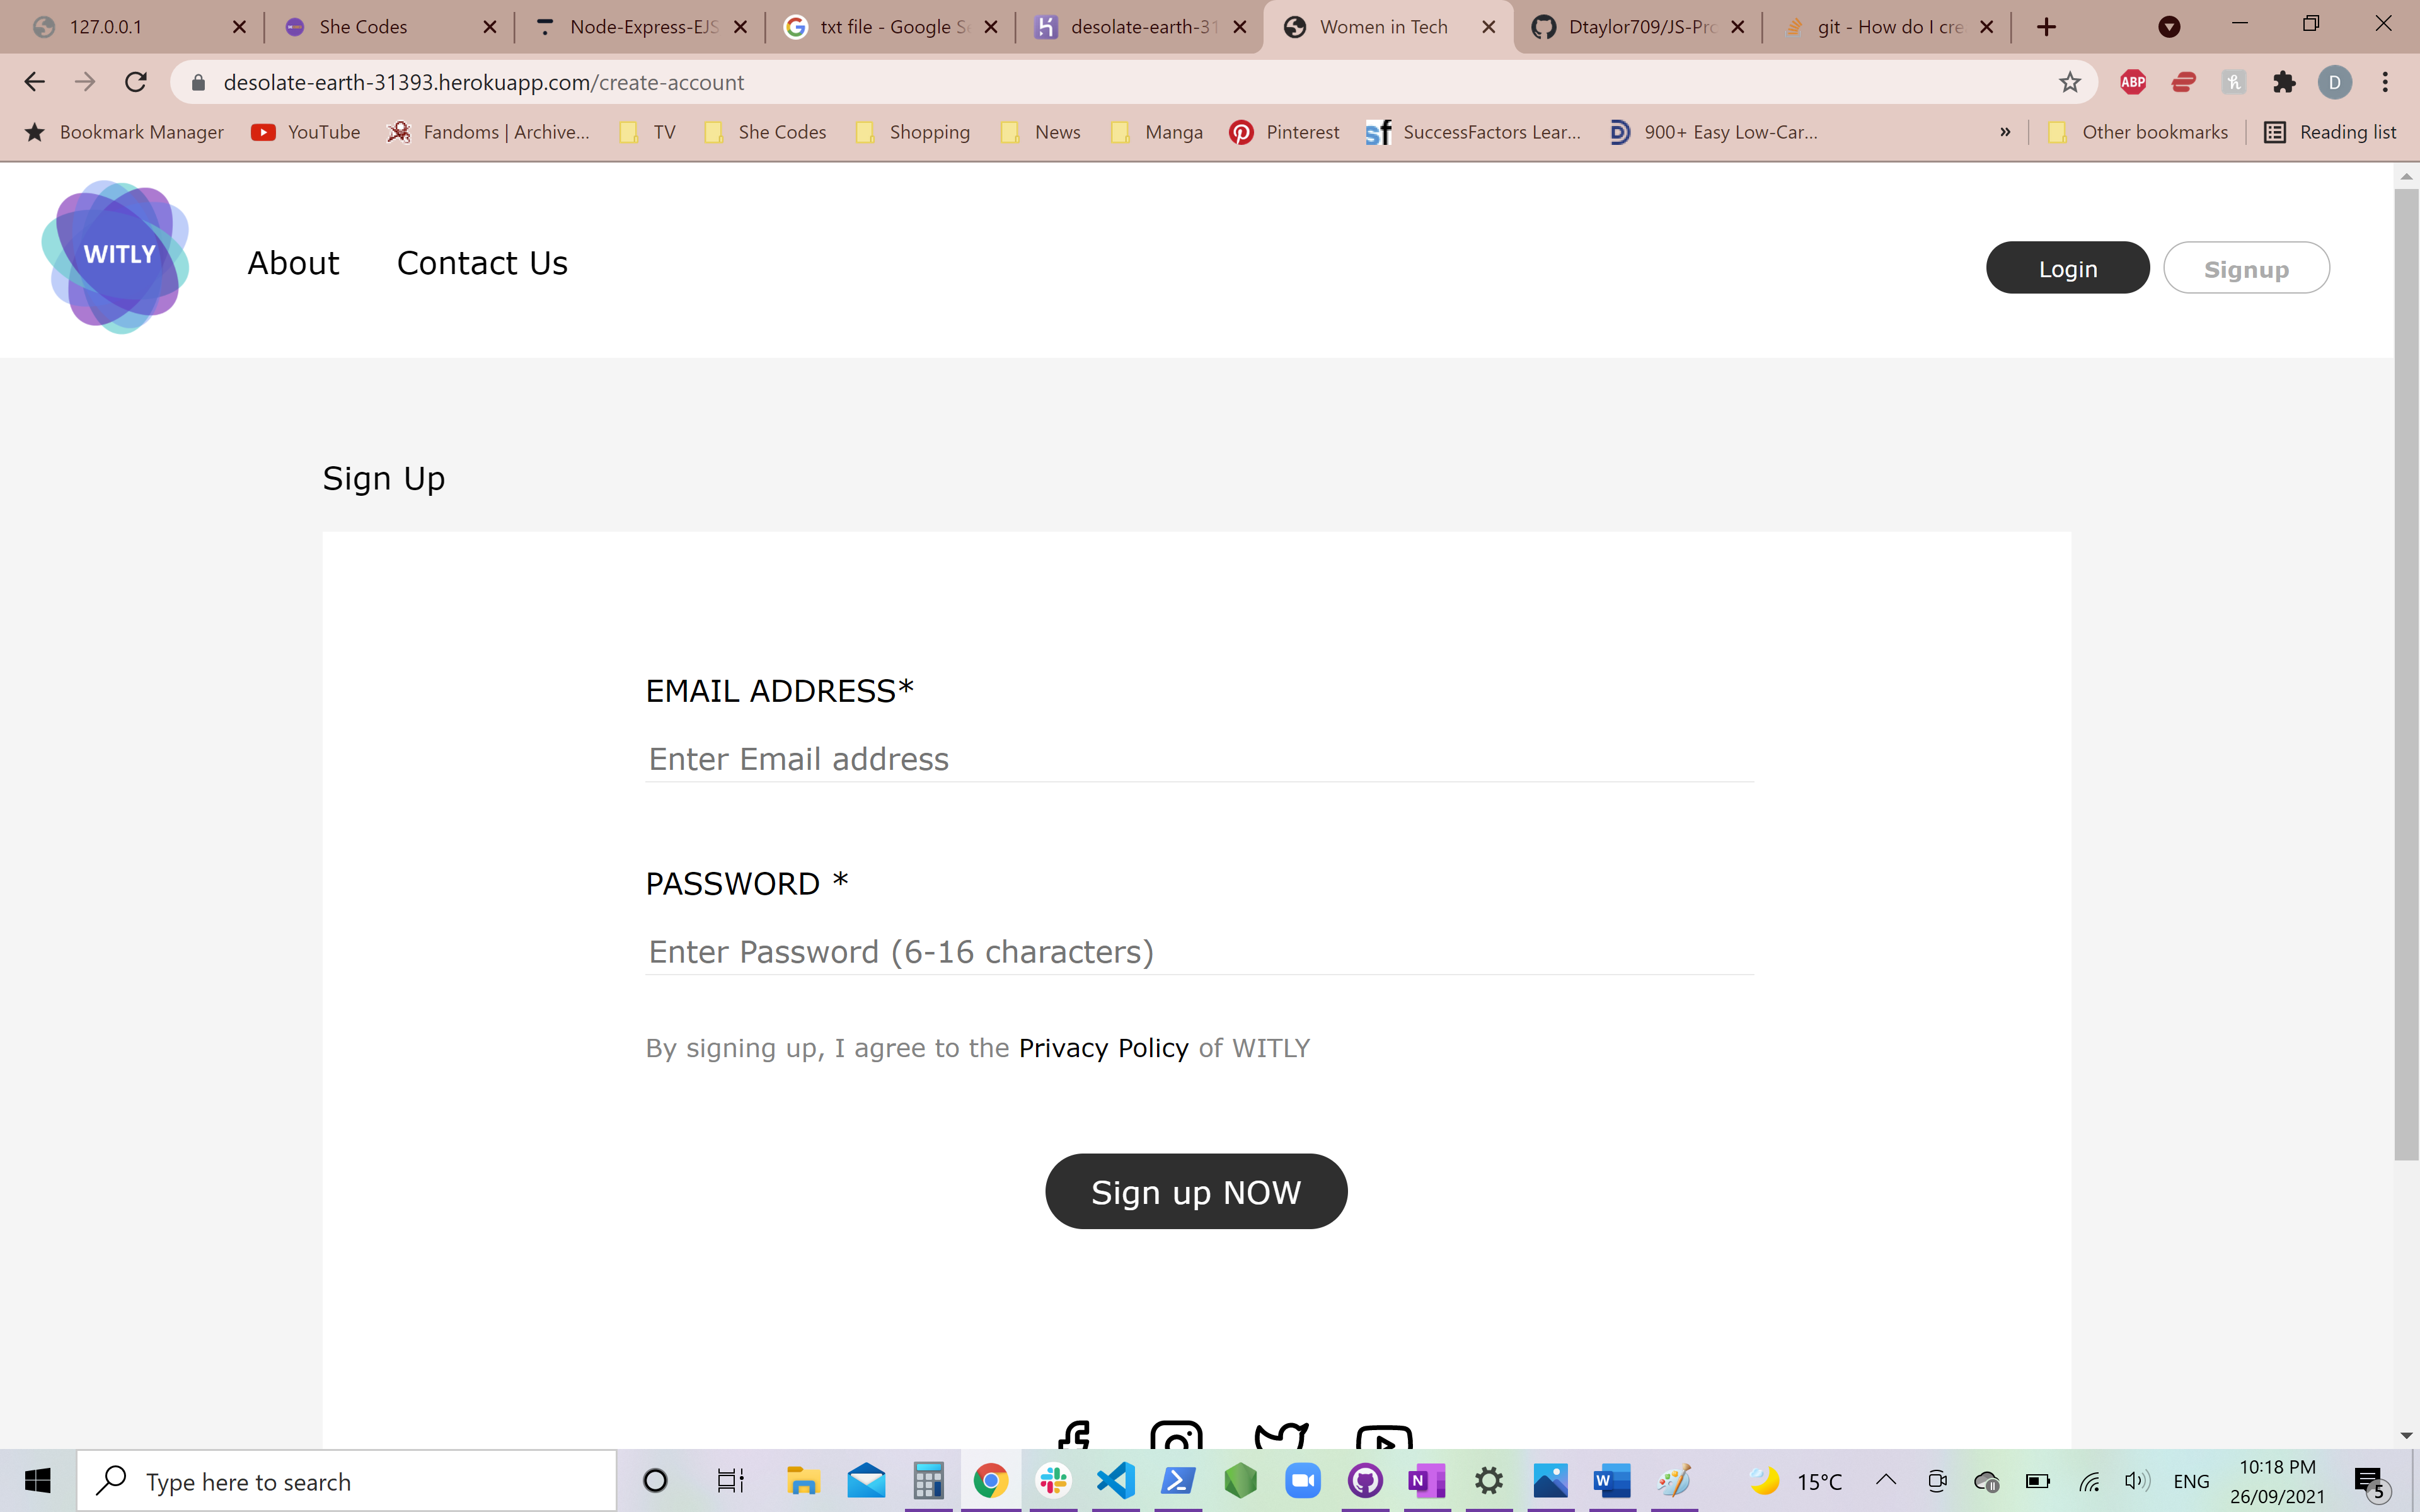 127.0.0.1 She Codes Node-Express-EJS txt file - Google Se desolate-earth-31 Women in Tech Dtaylor709/JS-Pro git - How do I cre
desolate-earth-31393.herokuapp.com/create-account ABP h D
Bookmark Manager YouTube Fandoms | Archive... TV She Codes Shopping News Manga Pinterest sf SuccessFactors Lear... 900+ Easy Low-Car... » Other bookmarks Reading list
WITLY About Contact Us Login Signup
Sign Up
EMAIL ADDRESS*
Enter Email address
PASSWORD *
Enter Password (6-16 characters)
By signing up, I agree to the Privacy Policy of WITLY
Sign up NOW
Type here to search N W 15°C ENG 10:18 PM
26/09/2021 5